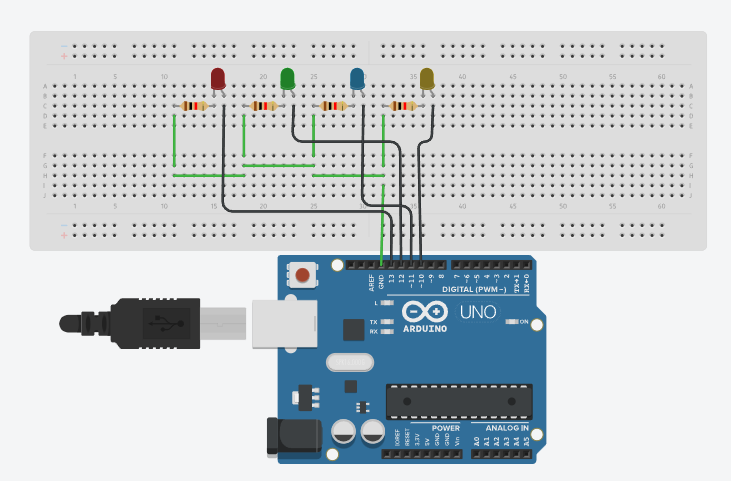 1 5 10 20 25 35 40 45 50 55 60
A A
B B
C C
D D
E E
F F
G G
H H
I I
J J
1 5 10 15 20 25 30 40 45 50 55 60
AREF GND 13 12 ~11 ~10 ~9 8 7 ~6 ~5 4 ~3 2 TX→1 RX←0
DIGITAL (PWM~)
L
TX
RX
UNO
ON
ARDUINO
POWER ANALOG IN
IOREF RESET 3.3V 5V GND GND Vin A0 A1 A2 A3 A4 A5